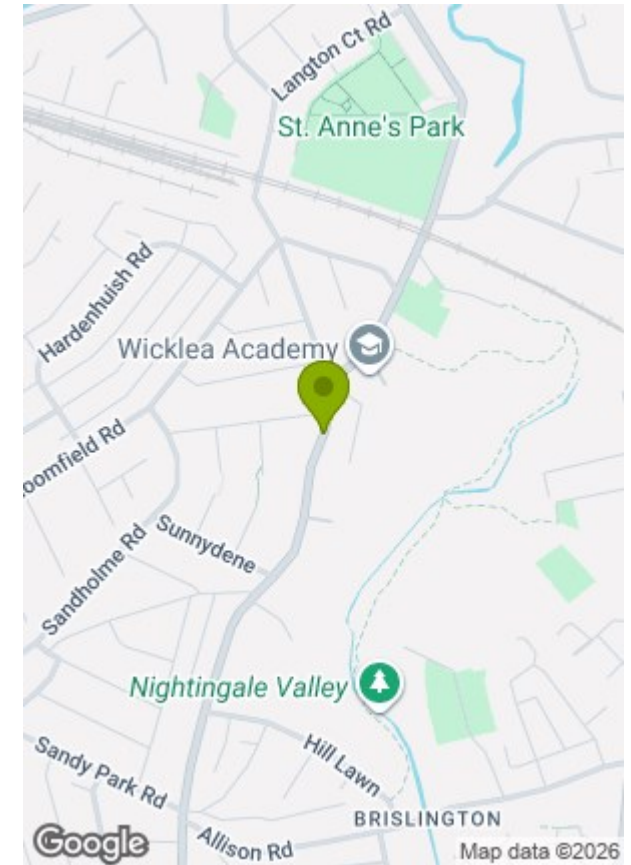 Langton Ct Rd
St. Anne's Park
Hardenhuish Rd
Wicklea Academy
oomfield Rd
Sunnydene
Sandholme Rd
Nightingale Valley
Hill Lawn
Sandy Park Rd
BRISLINGTON
Allison Rd
Google
Map data ©2026